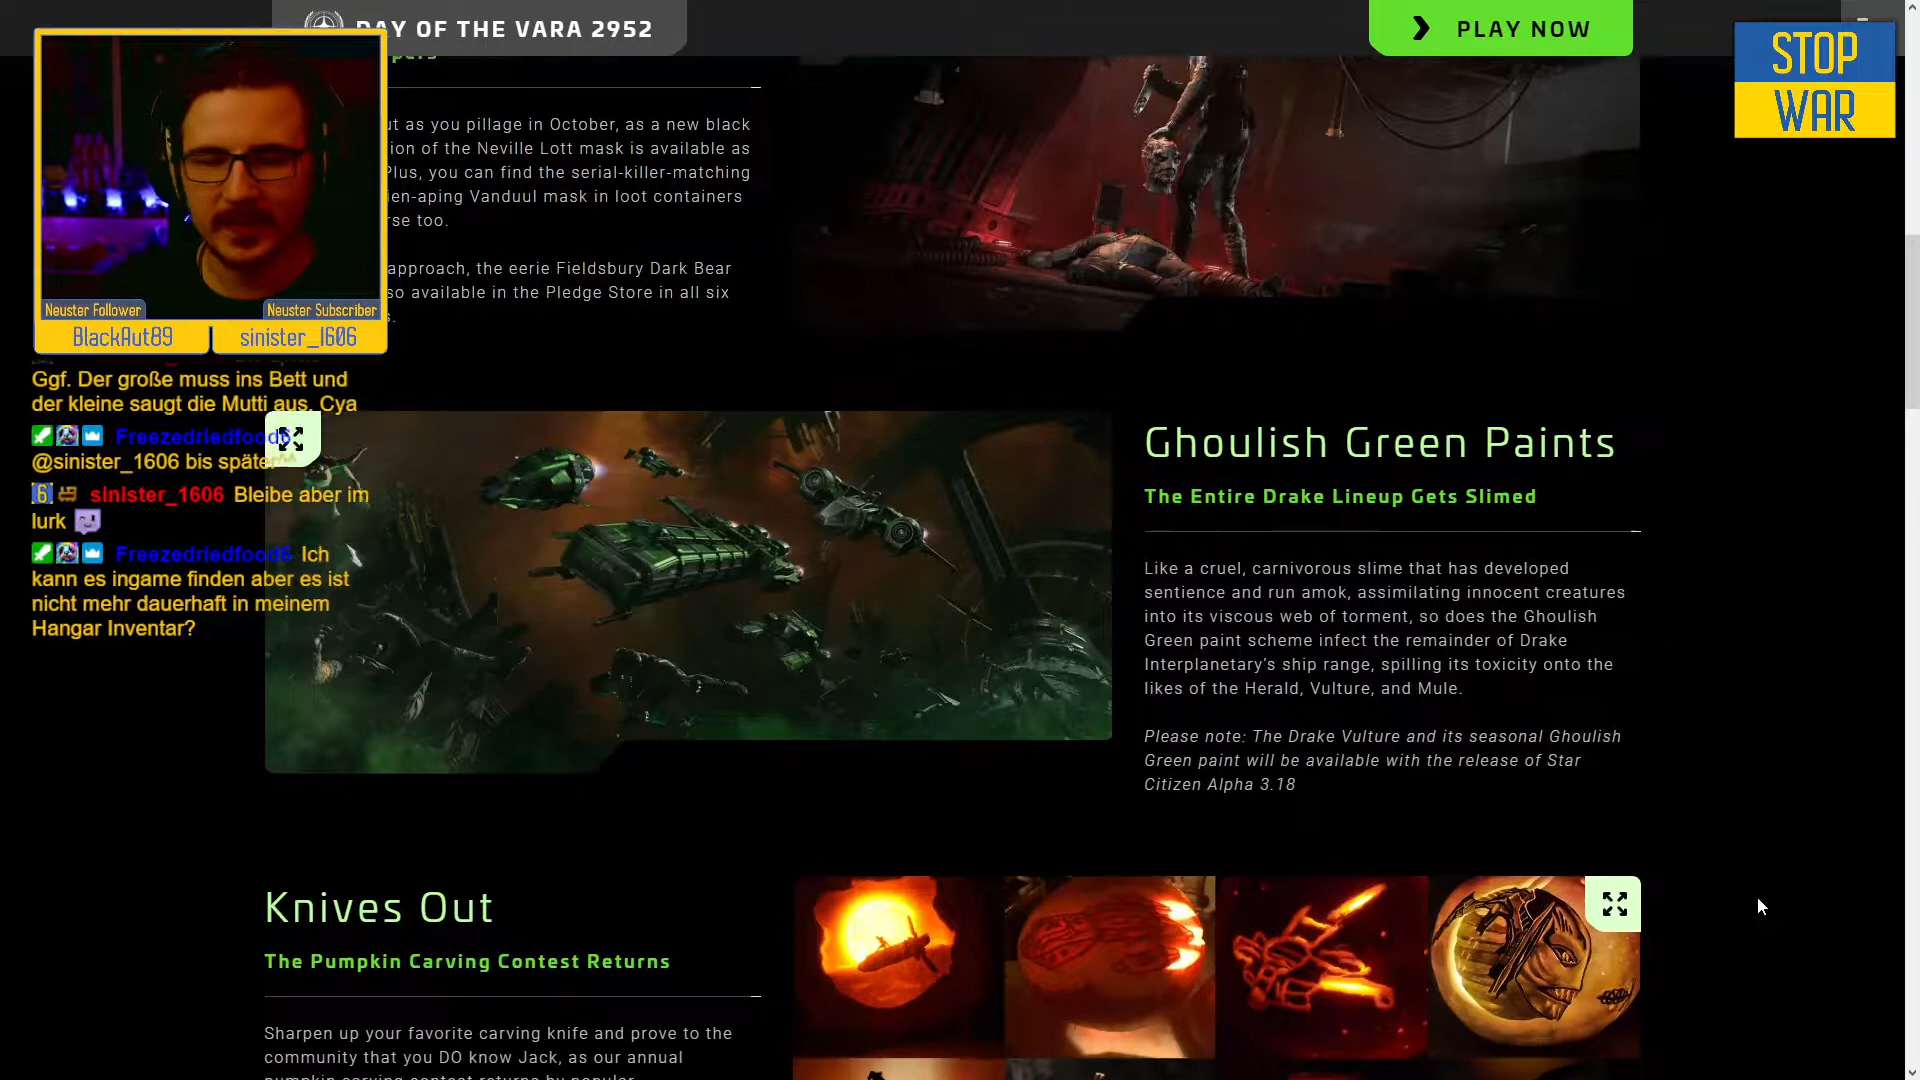 DAY OF THE VARA 2952
PLAY NOW
STOP
WAR
as you pillage in October, as a new black
of the Neville Lott mask is available as
Plus, you can find the serial-killer-matching
Vanduul mask in loot containers
too.
approach, the eerie Fieldsbury Dark Bear
available in the Pledge Store in all six
Neuster Follower
Neuster Subscriber
BlackAut89
sinister_1606
Ggf. Der große muss ins Bett und
der kleine saugt die Mutti aus. Cya
Freezedriedfood6
@sinister_1606 bis später^^
6 sinister_1606 Bleibe aber im
lurk
Freezedriedfood6 Ich
kann es ingame finden aber es ist
nicht mehr dauerhaft in meinem
Hangar Inventar?
Ghoulish Green Paints
The Entire Drake Lineup Gets Slimed
Like a cruel, carnivorous slime that has developed
sentience and run amok, assimilating innocent creatures
into its viscous web of torment, so does the Ghoulish
Green paint scheme infect the remainder of Drake
Interplanetary's ship range, spilling its toxicity onto the
likes of the Herald, Vulture, and Mule.
Please note: The Drake Vulture and its seasonal Ghoulish
Green paint will be available with the release of Star
Citizen Alpha 3.18
Knives Out
The Pumpkin Carving Contest Returns
Sharpen up your favorite carving knife and prove to the
community that you DO know Jack, as our annual